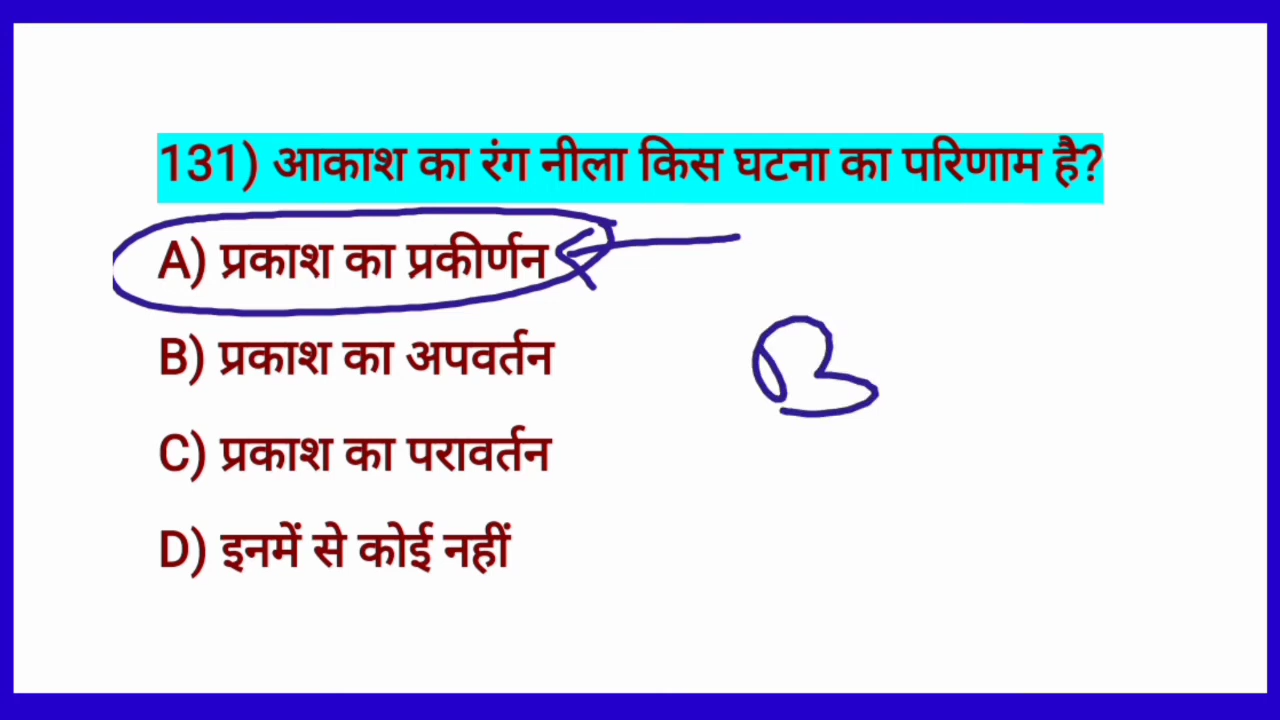 131) आकाश का रंग नीला किस घटना का परिणाम है?
A) प्रकाश का प्रकीर्णन
B) प्रकाश का अपवर्तन
C) प्रकाश का परावर्तन
D) इनमें से कोई नहीं